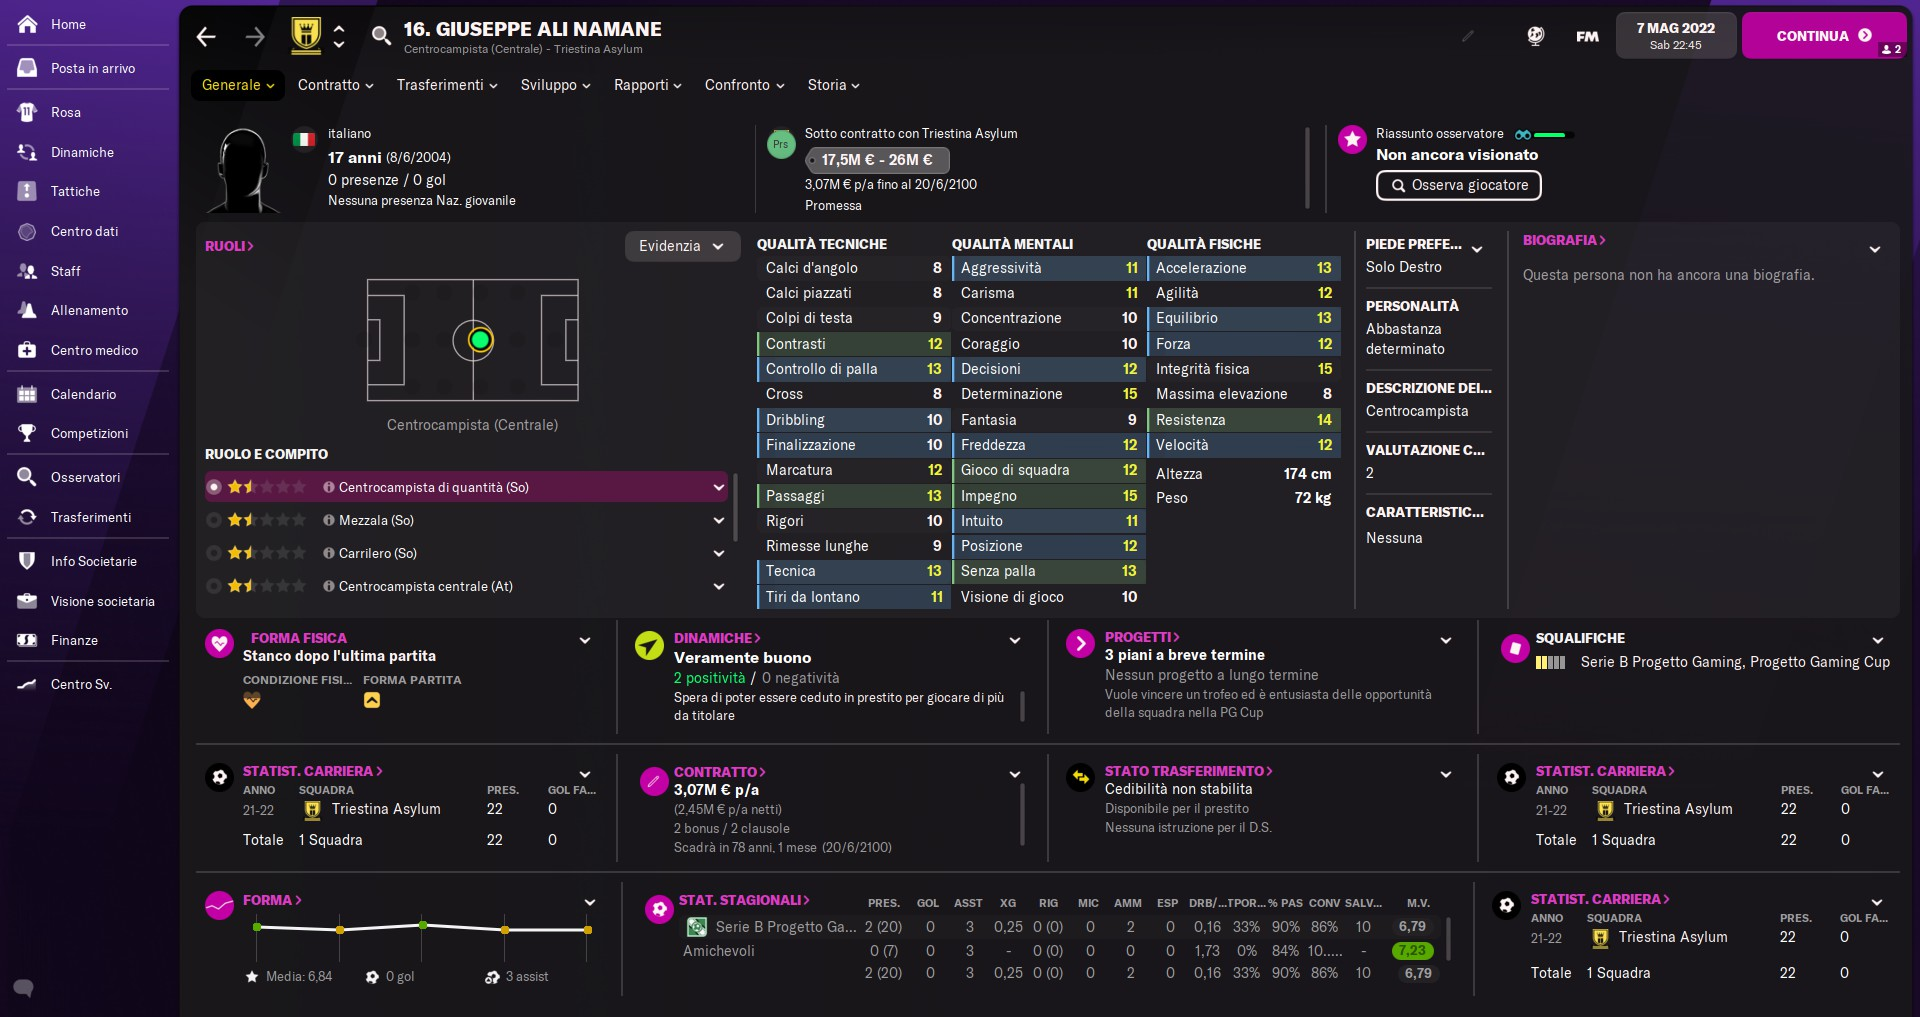 Home
Posta in arrivo
Rosa
Dinamiche
Tattiche
Centro dati
Staff
Allenamento
Centro medico
Calendario
Competizioni
Osservatori
Trasferimenti
Info Societarie
Visione societaria
Finanze
Centro Sv.
16. GIUSEPPE ALI NAMANE
Centrocampista (Centrale) - Triestina Asylum
FM
7 MAG 2022
Sab 22:45
CONTINUA
2
Generale
Contratto
Trasferimenti
Sviluppo
Rapporti
Confronto
Storia
italiano
17 anni (8/6/2004)
0 presenze / 0 gol
Nessuna presenza Naz. giovanile
Prs
Sotto contratto con Triestina Asylum
17,5M € - 26M €
3,07M € p/a fino al 20/6/2100
Promessa
Riassunto osservatore
Non ancora visionato
Osserva giocatore
RUOLI
Evidenzia
Centrocampista (Centrale)
RUOLO E COMPITO
Centrocampista di quantità (So)
Mezzala (So)
Carrilero (So)
Centrocampista centrale (At)
QUALITÀ TECNICHE
Calci d'angolo 8
Calci piazzati 8
Colpi di testa 9
Contrasti 12
Controllo di palla 13
Cross 8
Dribbling 10
Finalizzazione 10
Marcatura 12
Passaggi 13
Rigori 10
Rimesse lunghe 9
Tecnica 13
Tiri da lontano 11
QUALITÀ MENTALI
Aggressività 11
Carisma 11
Concentrazione 10
Coraggio 10
Decisioni 12
Determinazione 15
Fantasia 9
Freddezza 12
Gioco di squadra 12
Impegno 15
Intuito 11
Posizione 12
Senza palla 13
Visione di gioco 10
QUALITÀ FISICHE
Accelerazione 13
Agilità 12
Equilibrio 13
Forza 12
Integrità fisica 15
Massima elevazione 8
Resistenza 14
Velocità 12
Altezza 174 cm
Peso 72 kg
PIEDE PREFE...
Solo Destro
PERSONALITÀ
Abbastanza
determinato
DESCRIZIONE DEI...
Centrocampista
VALUTAZIONE C...
2
CARATTERISTIC...
Nessuna
BIOGRAFIA
Questa persona non ha ancora una biografia.
FORMA FISICA
Stanco dopo l'ultima partita
CONDIZIONE FISI... FORMA PARTITA
DINAMICHE
Veramente buono
2 positività / 0 negatività
Spera di poter essere ceduto in prestito per giocare di più
da titolare
PROGETTI
3 piani a breve termine
Nessun progetto a lungo termine
Vuole vincere un trofeo ed è entusiasta delle opportunità
della squadra nella PG Cup
SQUALIFICHE
Serie B Progetto Gaming, Progetto Gaming Cup
STATIST. CARRIERA
ANNO SQUADRA PRES. GOL FA...
21-22 Triestina Asylum 22 0
Totale 1 Squadra 22 0
CONTRATTO
3,07M € p/a
(2,45M € p/a netti)
2 bonus / 2 clausole
Scadrà in 78 anni, 1 mese (20/6/2100)
STATO TRASFERIMENTO
Cedibilità non stabilita
Disponibile per il prestito
Nessuna istruzione per il D.S.
STATIST. CARRIERA
ANNO SQUADRA PRES. GOL FA...
21-22 Triestina Asylum 22 0
Totale 1 Squadra 22 0
FORMA
Media: 6,84 0 gol 3 assist
STAT. STAGIONALI PRES. GOL ASST XG RIG MIC AMM ESP DRB/... TPOR... % PAS CONV SALV... M.V.
Serie B Progetto Ga... 2 (20) 0 3 0,25 0 (0) 0 2 0 0,16 33% 90% 86% 10 6,79
Amichevoli 0 (7) 0 3 - 0 (0) 0 0 0 1,73 0% 84% 10..... - 7,23
2 (20) 0 3 0,25 0 (0) 0 2 0 0,16 33% 90% 86% 10 6,79
STATIST. CARRIERA
ANNO SQUADRA PRES. GOL FA...
21-22 Triestina Asylum 22 0
Totale 1 Squadra 22 0